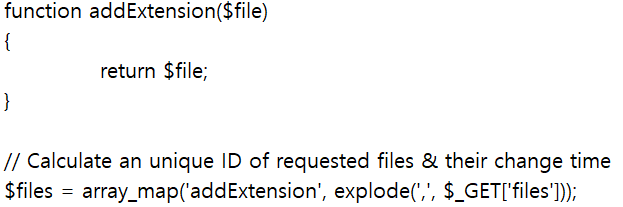 function addExtension($file)
{
return $file;
}
// Calculate an unique ID of requested files & their change time
$files = array_map('addExtension', explode(',', $_GET['files']));